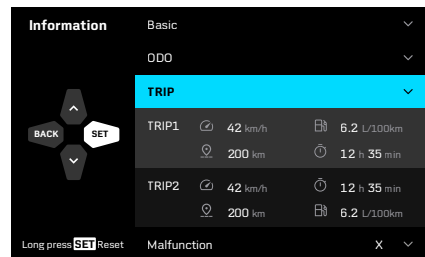 Information
Basic
ODO
TRIP
BACK
SET
TRIP1 42 km/h 6.2 L/100km
200 km 12 h 35 min
TRIP2 42 km/h 12 h 35 min
200 km 6.2 L/100km
Long press SET Reset
Malfunction X